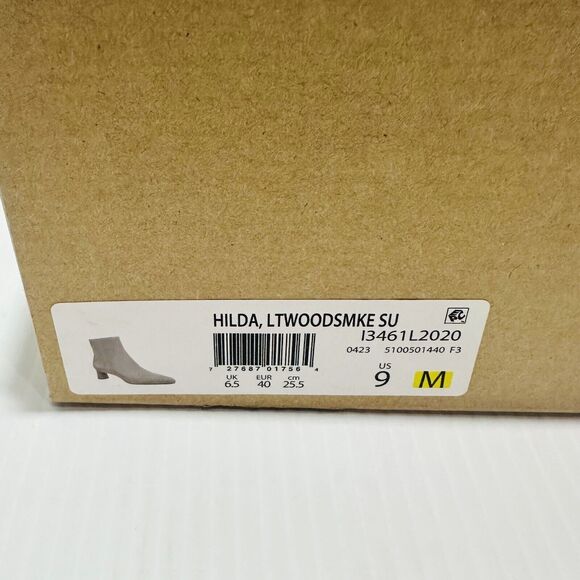 HILDA, LTWOODSMKE SU
I3461L2020
0423 5100501440 F3
7 27687 01756 4
UK EUR cm US
6.5 40 25.5 9 M